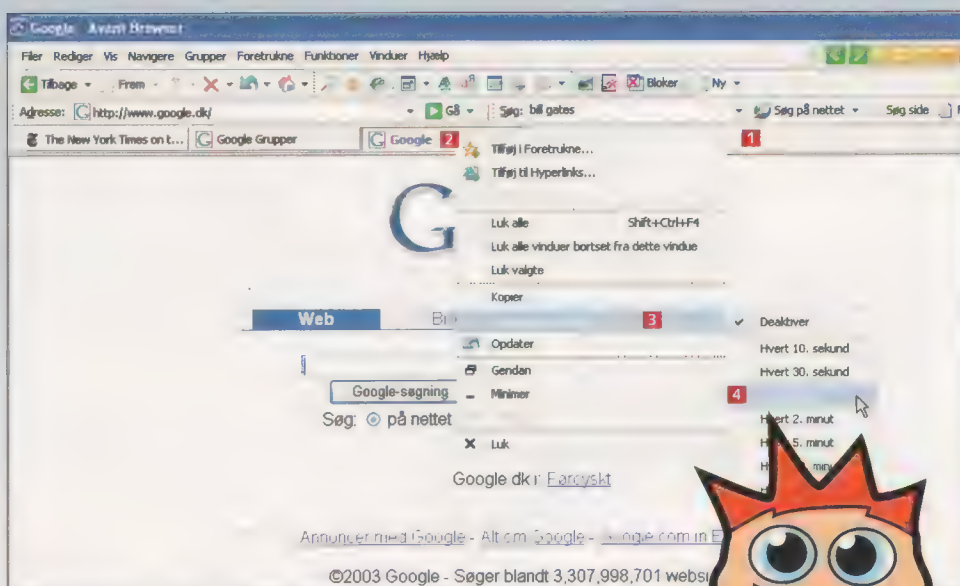 Google Avant Browser
Filer Rediger Vis Navigere Grupper Foretrukne Funktioner Vinduer Hjælp
Tilbage Frem Bloker Ny
Adresse: http://www.google.dk/ Gå Søg: bill gates Søg på nettet Søg side
The New York Times on t... Google Grupper Google 2 1
Tilføj i Foretrukne...
Tilføj til Hyperlinks...
G
Luk alle Shift+Ctrl+F4
Luk alle vinduer bortset fra dette vindue
Luk valgte
Kopier
Web 3 Deaktiver
Opdater Hvert 10. sekund
Gendan Hvert 30. sekund
Google-søgning Minimer 4
Søg: på nettet Hvert 2. minut
Luk 5. minut
Google.dk i: Færøyskt
Annoncer med Google - Alt om Google - Google.com in
©2003 Google - Søger blandt 3,307,998,701